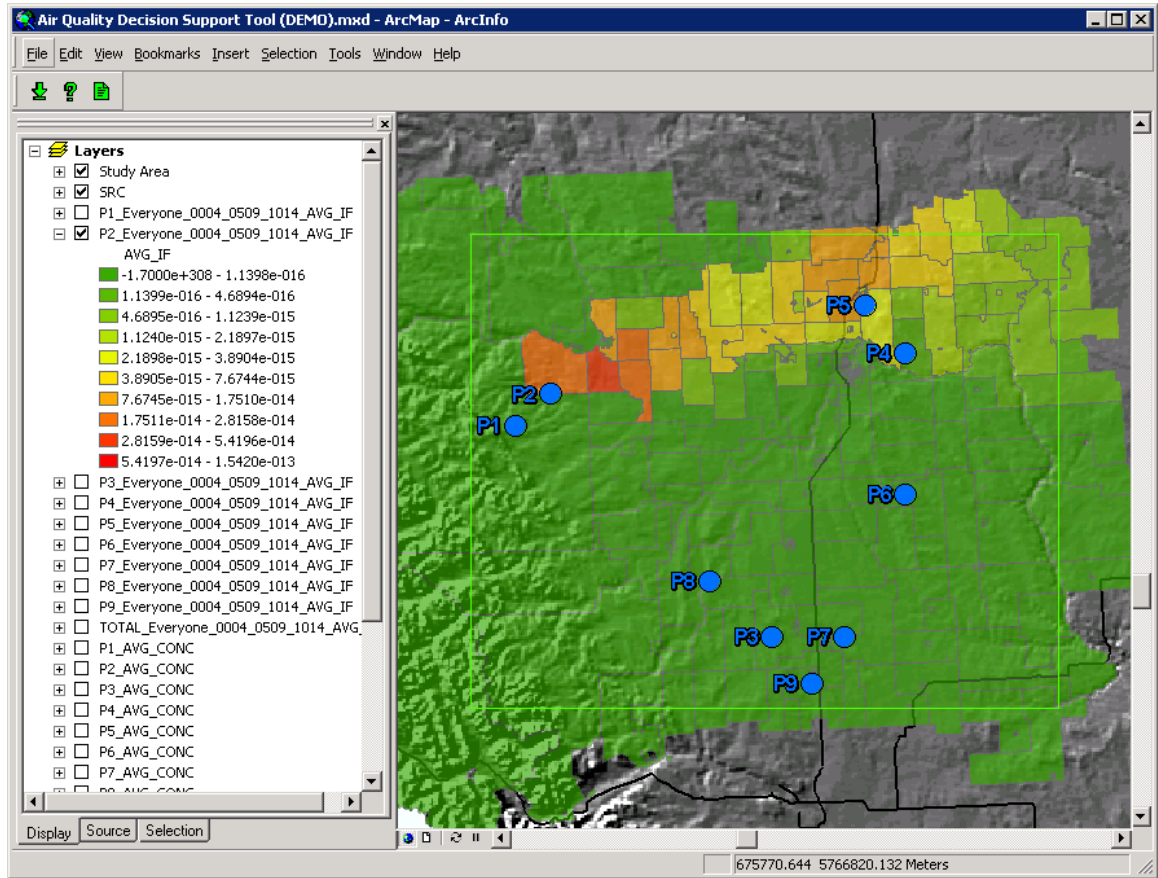 Air Quality Decision Support Tool (DEMO).mxd - ArcMap - ArcInfo
File Edit View Bookmarks Insert Selection Tools Window Help
Layers
Study Area
SRC
P1_Everyone_0004_0509_1014_AVG_IF
P2_Everyone_0004_0509_1014_AVG_IF
AVG_IF
-1.7000e+308 - 1.1398e-016
1.1399e-016 - 4.6894e-016
4.6895e-016 - 1.1239e-015
1.1240e-015 - 2.1897e-015
2.1898e-015 - 3.8904e-015
3.8905e-015 - 7.6744e-015
7.6745e-015 - 1.7510e-014
1.7511e-014 - 2.8158e-014
2.8159e-014 - 5.4196e-014
5.4197e-014 - 1.5420e-013
P3_Everyone_0004_0509_1014_AVG_IF
P4_Everyone_0004_0509_1014_AVG_IF
P5_Everyone_0004_0509_1014_AVG_IF
P6_Everyone_0004_0509_1014_AVG_IF
P7_Everyone_0004_0509_1014_AVG_IF
P8_Everyone_0004_0509_1014_AVG_IF
P9_Everyone_0004_0509_1014_AVG_IF
TOTAL_Everyone_0004_0509_1014_AVG_
P1_AVG_CONC
P2_AVG_CONC
P3_AVG_CONC
P4_AVG_CONC
P5_AVG_CONC
P6_AVG_CONC
P7_AVG_CONC
Display Source Selection
P5
P4
P2
P1
P6
P8
P3 P7
P9
675770.644 5766820.132 Meters